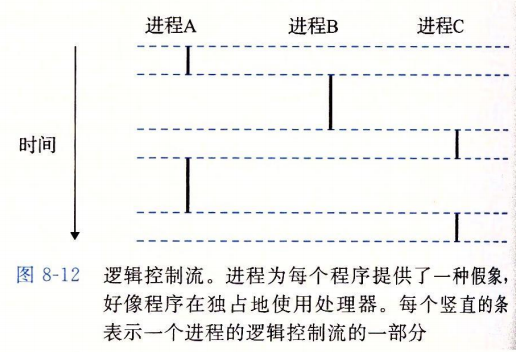 进程A 进程B 进程C
时间
图 8-12 逻辑控制流。进程为每个程序提供了一种假象，
好像程序在独占地使用处理器。每个竖直的条
表示一个进程的逻辑控制流的一部分